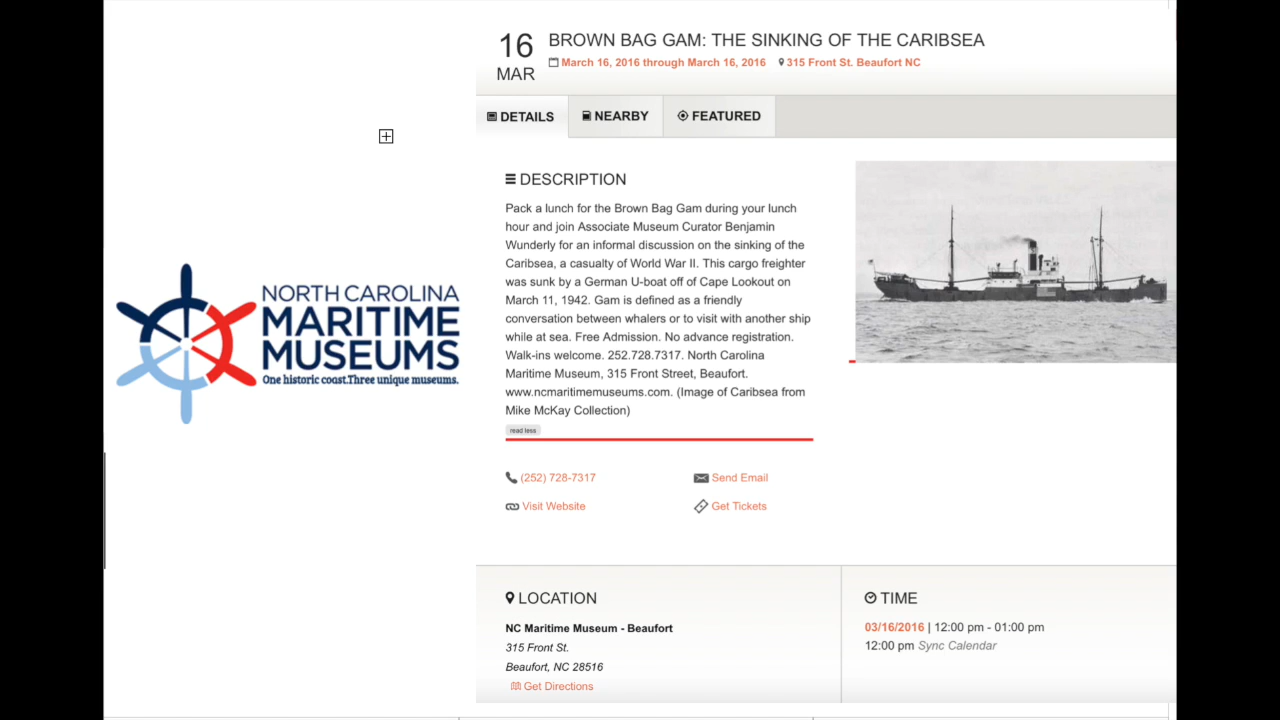 16
MAR
BROWN BAG GAM: THE SINKING OF THE CARIBSEA
March 16, 2016 through March 16, 2016 315 Front St. Beaufort NC
DETAILS NEARBY FEATURED
NORTH CAROLINA
MARITIME
MUSEUMS
One historic coast.Three unique museums.
DESCRIPTION
Pack a lunch for the Brown Bag Gam during your lunch
hour and join Associate Museum Curator Benjamin
Wunderly for an informal discussion on the sinking of the
Caribsea, a casualty of World War II. This cargo freighter
was sunk by a German U-boat off of Cape Lookout on
March 11, 1942. Gam is defined as a friendly
conversation between whalers or to visit with another ship
while at sea. Free Admission. No advance registration.
Walk-ins welcome. 252.728.7317. North Carolina
Maritime Museum, 315 Front Street, Beaufort.
www.ncmaritimemuseums.com. (Image of Caribsea from
Mike McKay Collection)
read less
(252) 728-7317 Send Email
Visit Website Get Tickets
LOCATION
NC Maritime Museum - Beaufort
315 Front St.
Beaufort, NC 28516
Get Directions
TIME
03/16/2016 | 12:00 pm - 01:00 pm
12:00 pm Sync Calendar